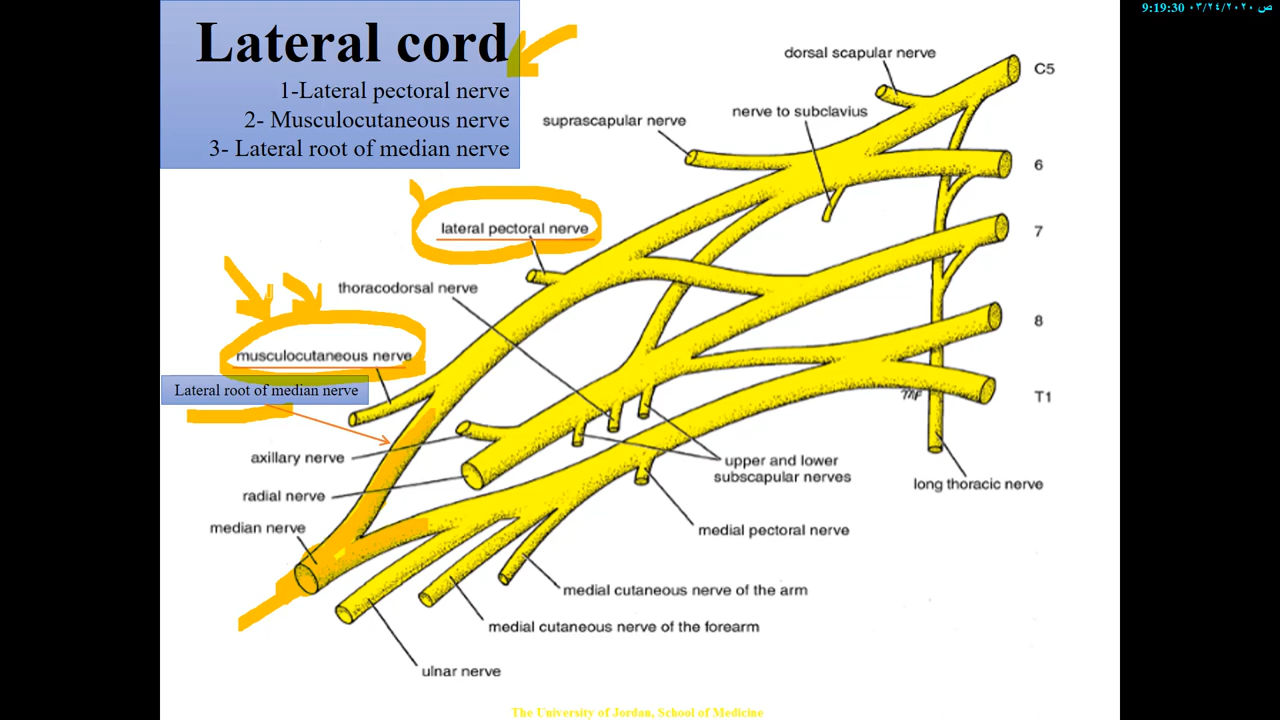 9:19:30 ٠٣/٢٤/٢٠٢٠ ص
Lateral cord
1-Lateral pectoral nerve
2- Musculocutaneous nerve
3- Lateral root of median nerve
dorsal scapular nerve
C5
nerve to subclavius
suprascapular nerve
6
lateral pectoral nerve
7
thoracodorsal nerve
8
musculocutaneous nerve
Lateral root of median nerve
T1
axillary nerve
upper and lower
subscapular nerves
radial nerve
long thoracic nerve
median nerve
medial pectoral nerve
medial cutaneous nerve of the arm
medial cutaneous nerve of the forearm
ulnar nerve
The University of Jordan, School of Medicine